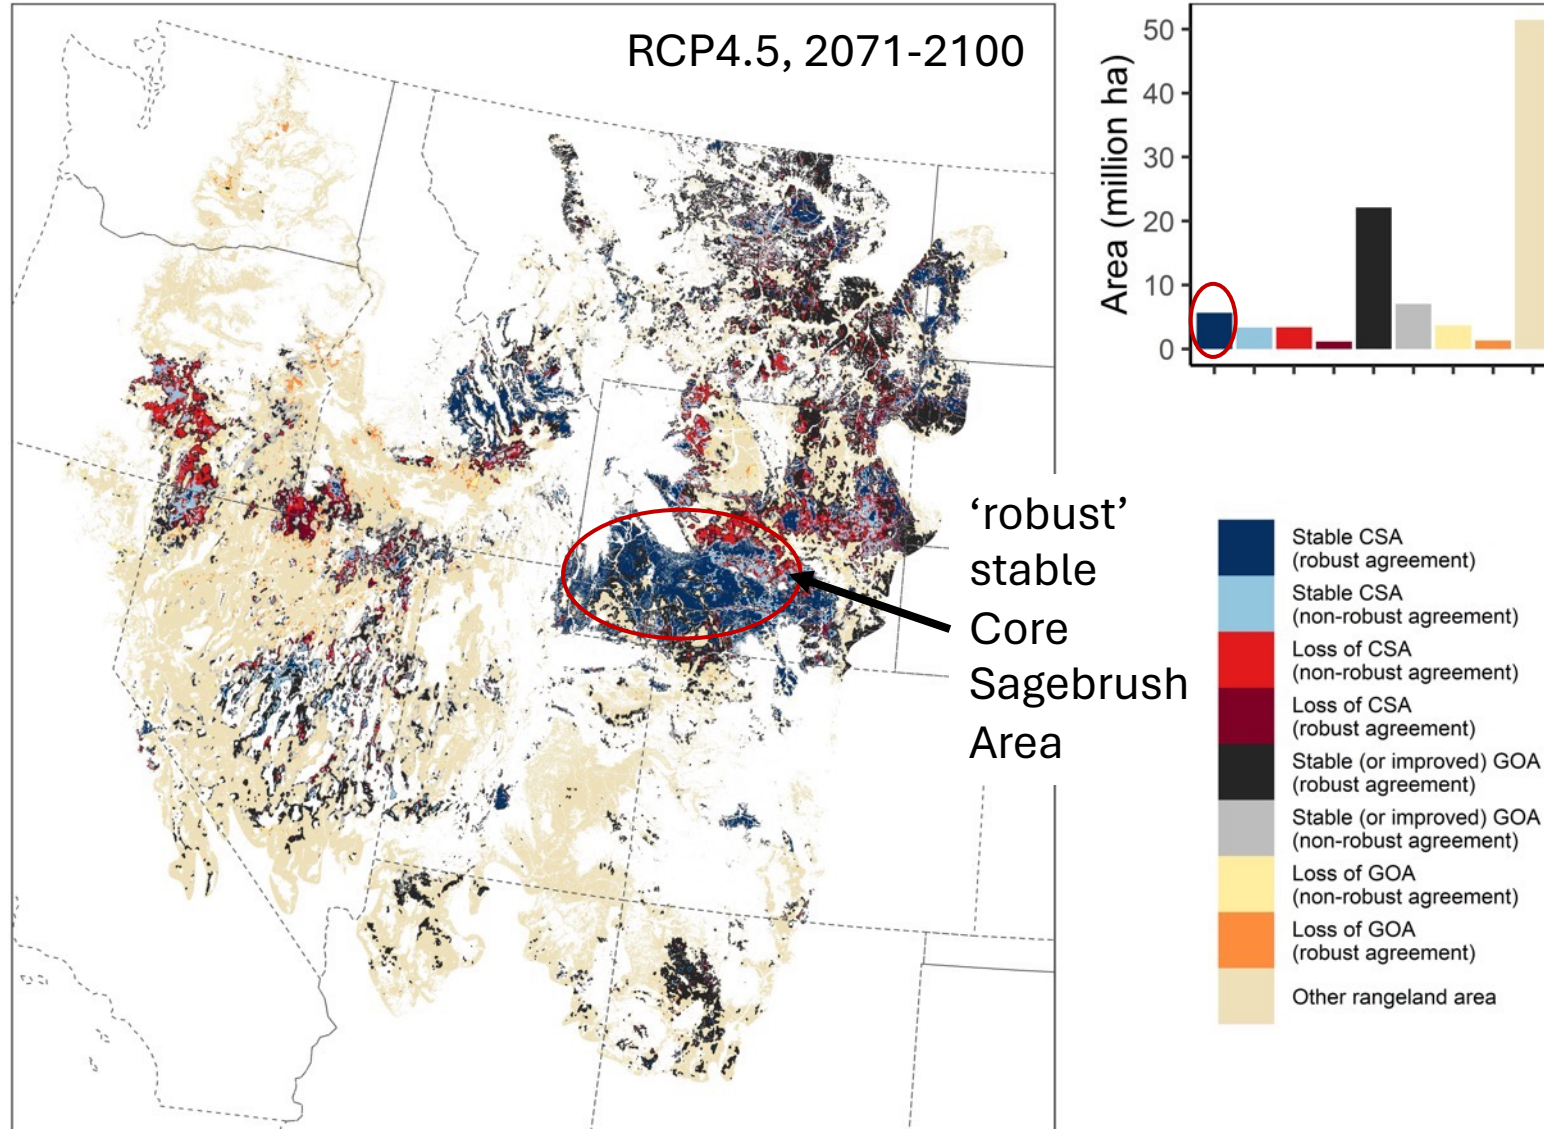 RCP4.5, 2071-2100
Area (million ha)
50
40
30
20
10
0
‘robust’
stable
Core
Sagebrush
Area
Stable CSA
(robust agreement)
Stable CSA
(non-robust agreement)
Loss of CSA
(non-robust agreement)
Loss of CSA
(robust agreement)
Stable (or improved) GOA
(robust agreement)
Stable (or improved) GOA
(non-robust agreement)
Loss of GOA
(non-robust agreement)
Loss of GOA
(robust agreement)
Other rangeland area